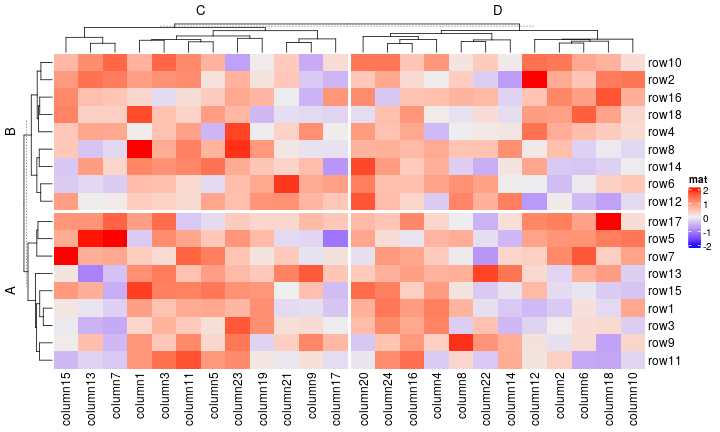 C D
B
A
row10
row2
row16
row18
row4
row8
row14
row6
row12
row17
row5
row7
row13
row15
row1
row3
row9
row11
mat
2
1
0
-1
-2
column15
column13
column7
column1
column3
column11
column5
column23
column19
column21
column9
column17
column20
column24
column16
column4
column8
column22
column14
column12
column2
column6
column18
column10